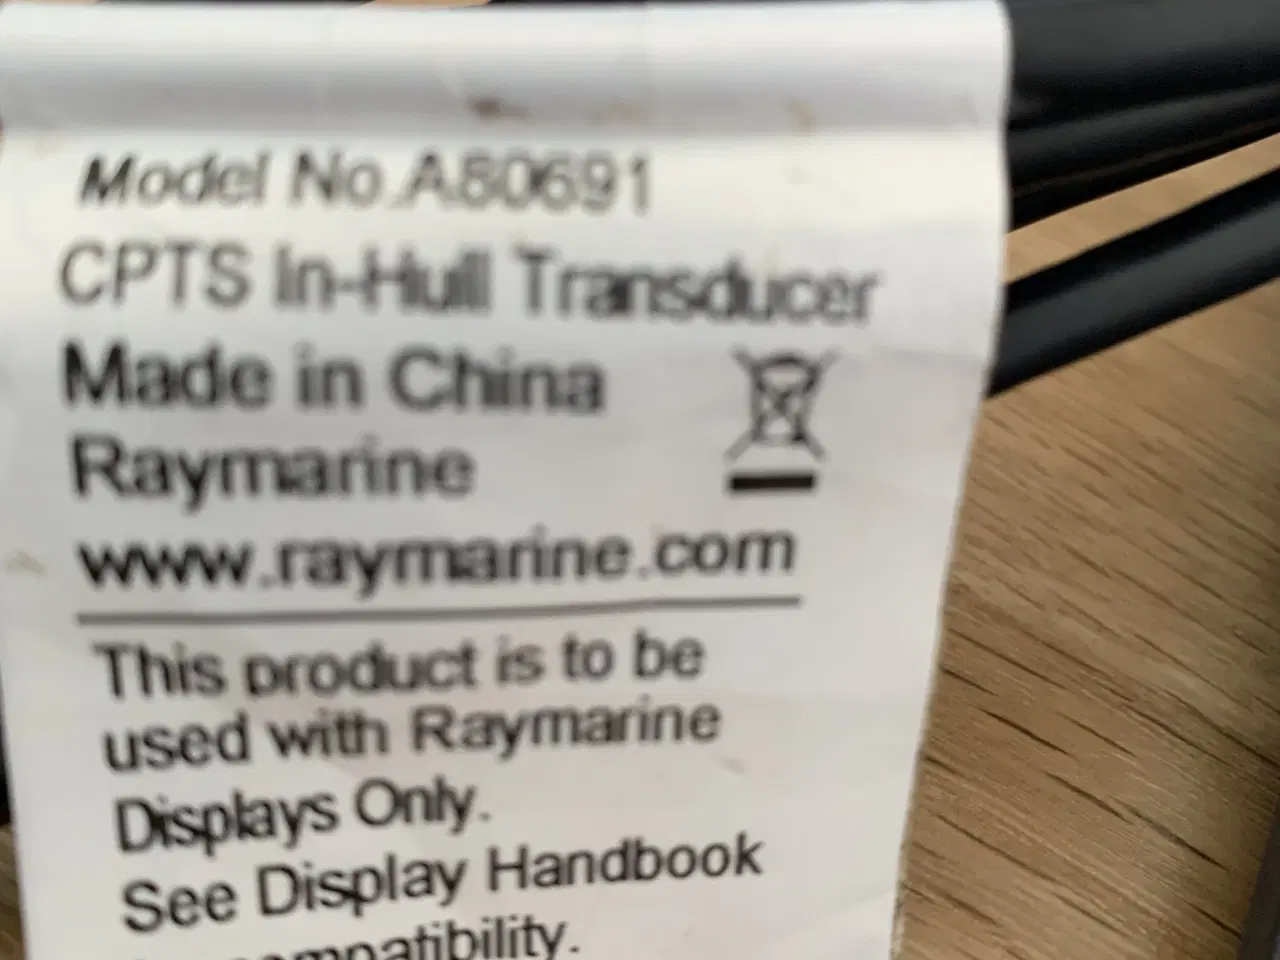 Model No.A80691
CPTS In-Hull Transducer
Made in China
Raymarine
www.raymarine.com
This product is to be
used with Raymarine
Displays Only.
See Display Handbook
compatibility.